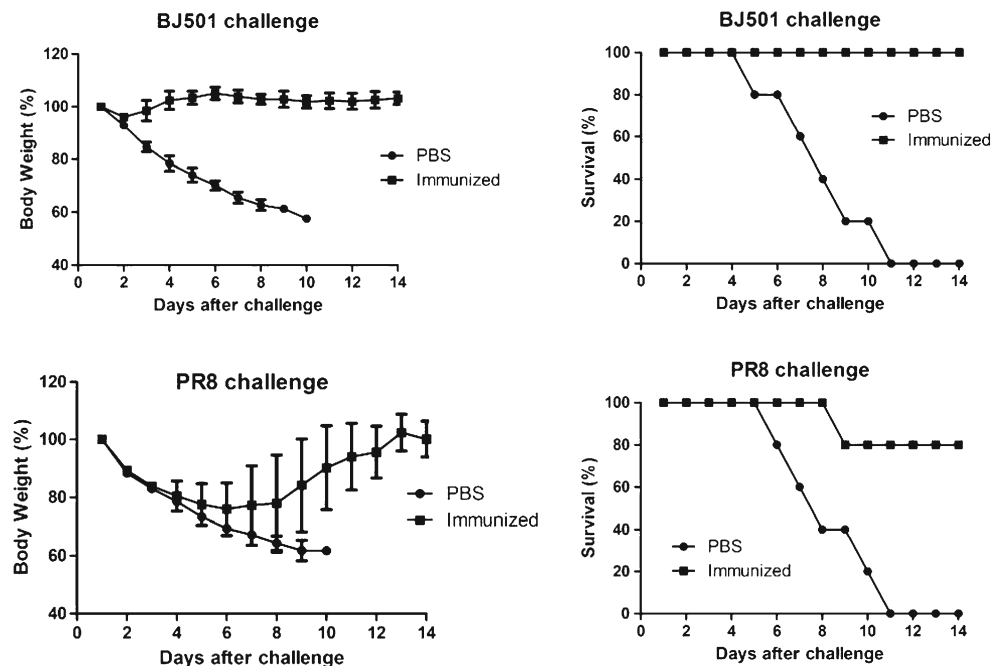 BJ501 challenge
120
100
80
60
40
0 2 4 6 8 10 12 14
Body Weight (%)
Days after challenge
PBS
Immunized
BJ501 challenge
100
80
60
40
20
0
0 2 4 6 8 10 12 14
Survival (%)
Days after challenge
PBS
Immunized
PR8 challenge
120
100
80
60
40
0 2 4 6 8 10 12 14
Body Weight (%)
Days after challenge
PBS
Immunized
PR8 challenge
100
80
60
40
20
0
0 2 4 6 8 10 12 14
Survival (%)
Days after challenge
PBS
Immunized